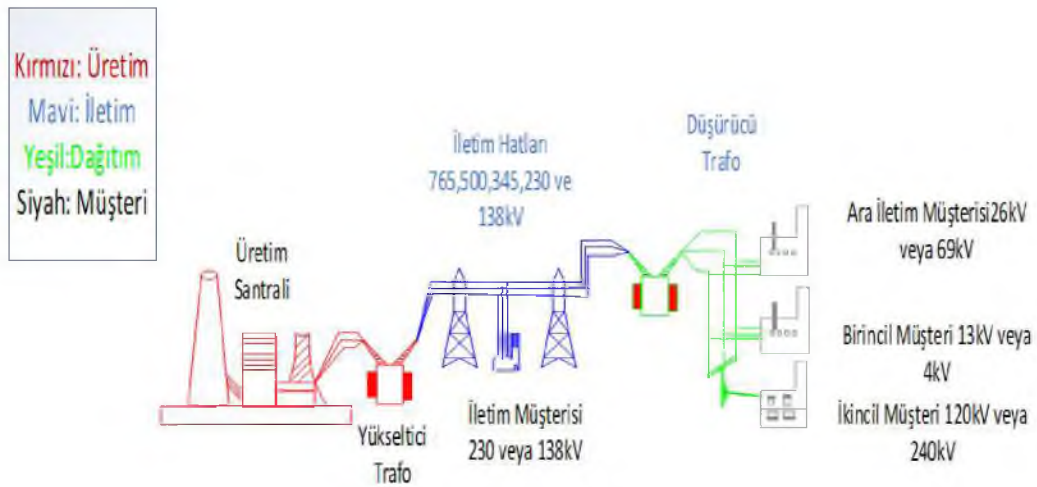 Kırmızı: Üretim
Mavi: İletim
Yeşil:Dağıtım
Siyah: Müşteri
Üretim
Santrali
Yükseltici
Trafo
İletim Hatları
765,500,345,230 ve
138kV
İletim Müşterisi
230 veya 138kV
Düşürücü
Trafo
Ara İletim Müşterisi26kV
veya 69kV
Birincil Müşteri 13kV veya
4kV
İkincil Müşteri 120kV veya
240kV